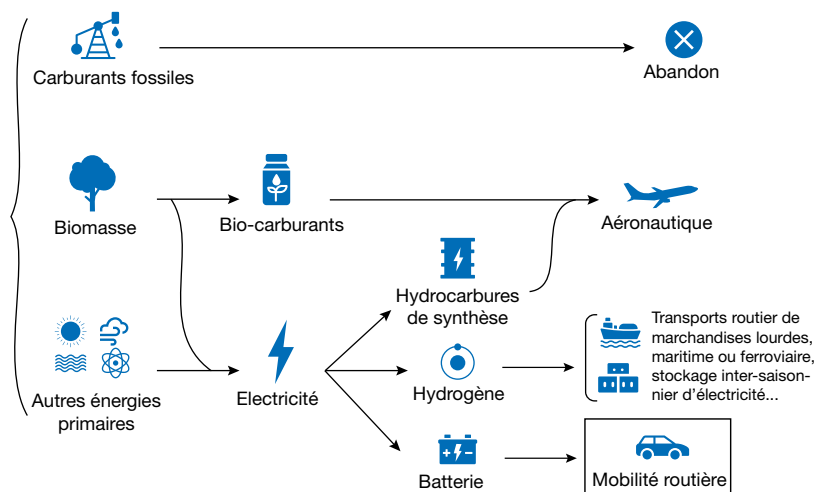 Carburants fossiles
Abandon
Biomasse
Bio-carburants
Aéronautique
Hydrocarbures
de synthèse
Autres énergies
primaires
Electricité
Hydrogène
Transports routier de
marchandises lourdes,
maritime ou ferroviaire,
stockage inter-saison-
nier d'électricité...
Batterie
Mobilité routière